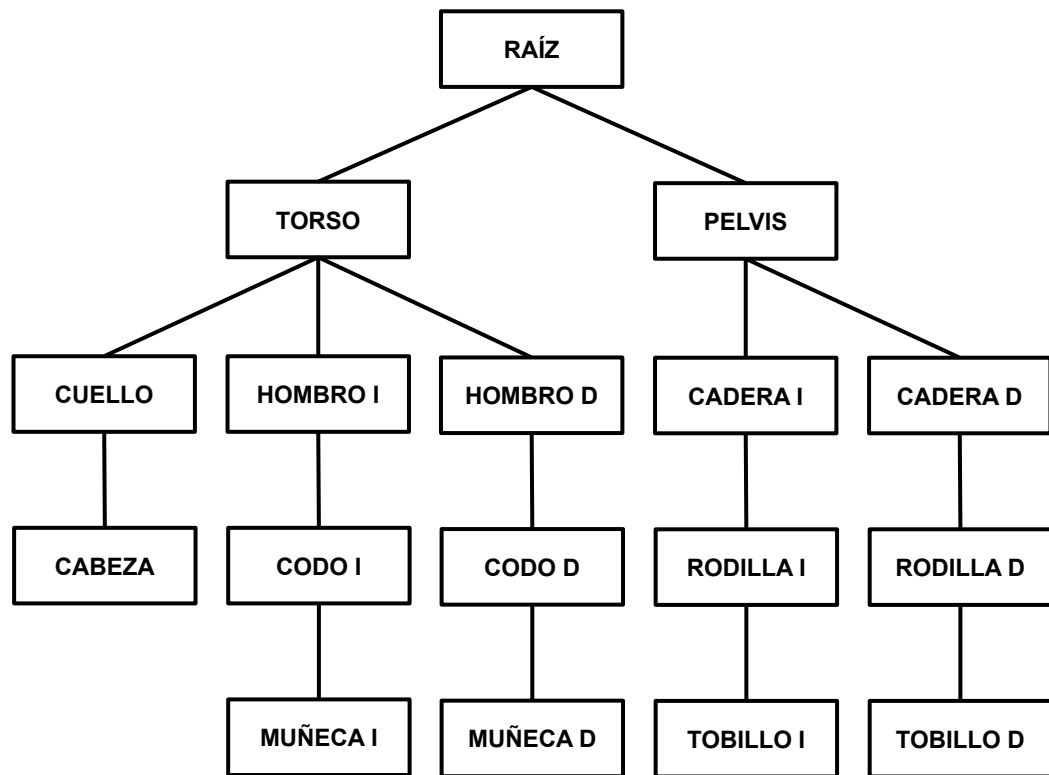 RAÍZ
TORSO
PELVIS
CUELLO
HOMBRO I
HOMBRO D
CADERA I
CADERA D
CABEZA
CODO I
CODO D
RODILLA I
RODILLA D
MUÑECA I
MUÑECA D
TOBILLO I
TOBILLO D